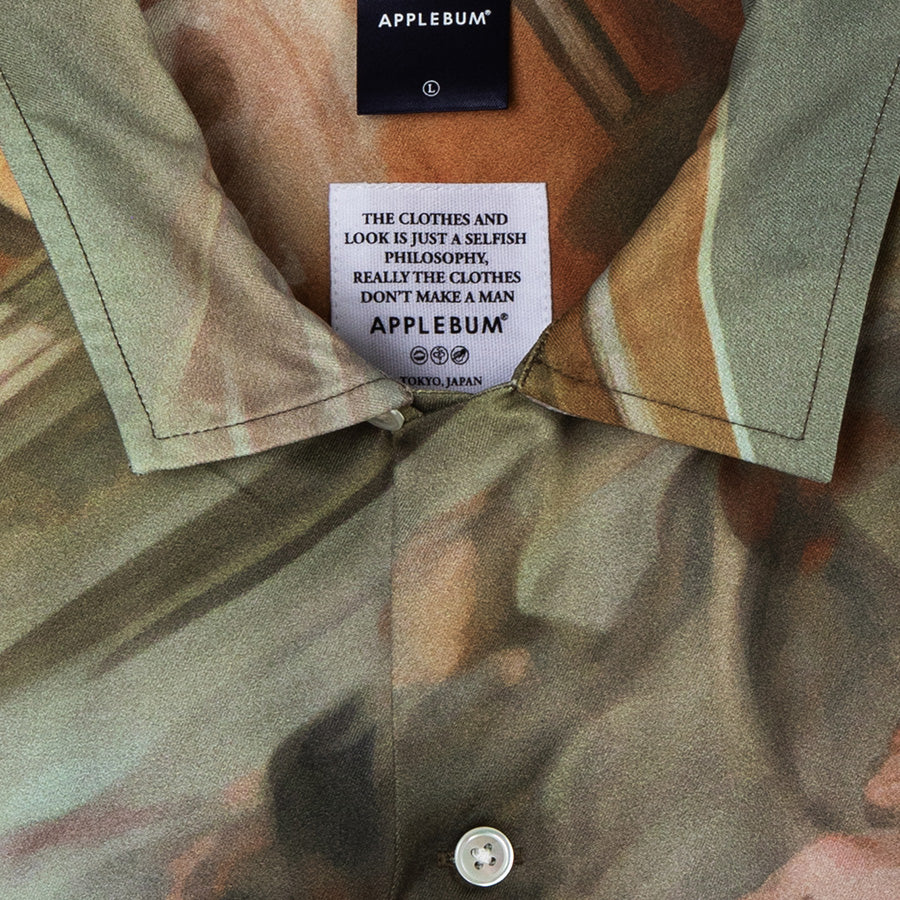 APPLEBUM®
L
THE CLOTHES AND
LOOK IS JUST A SELFISH
PHILOSOPHY,
REALLY THE CLOTHES
DON'T MAKE A MAN
APPLEBUM®
TOKYO, JAPAN